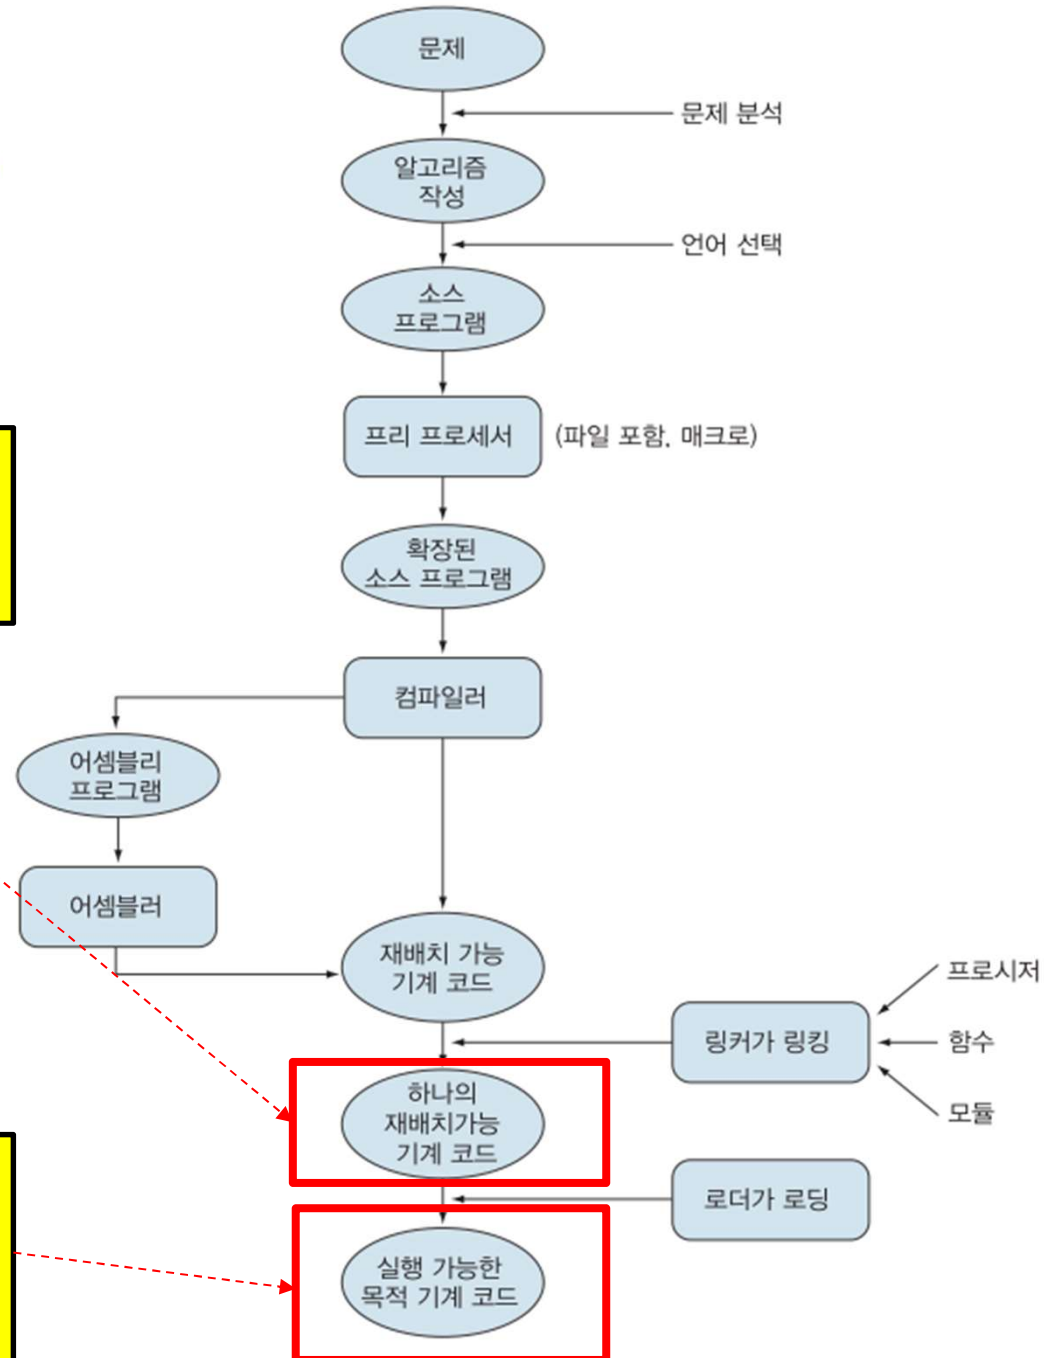 문제
문제 분석
알고리즘
작성
언어 선택
소스
프로그램
프리 프로세서
(파일 포함, 매크로)
확장된
소스 프로그램
컴파일러
어셈블리
프로그램
어셈블러
재배치 가능
기계 코드
프로시저
링커가 링킹
함수
모듈
하나의
재배치가능
기계 코드
로더가 로딩
실행 가능한
목적 기계 코드